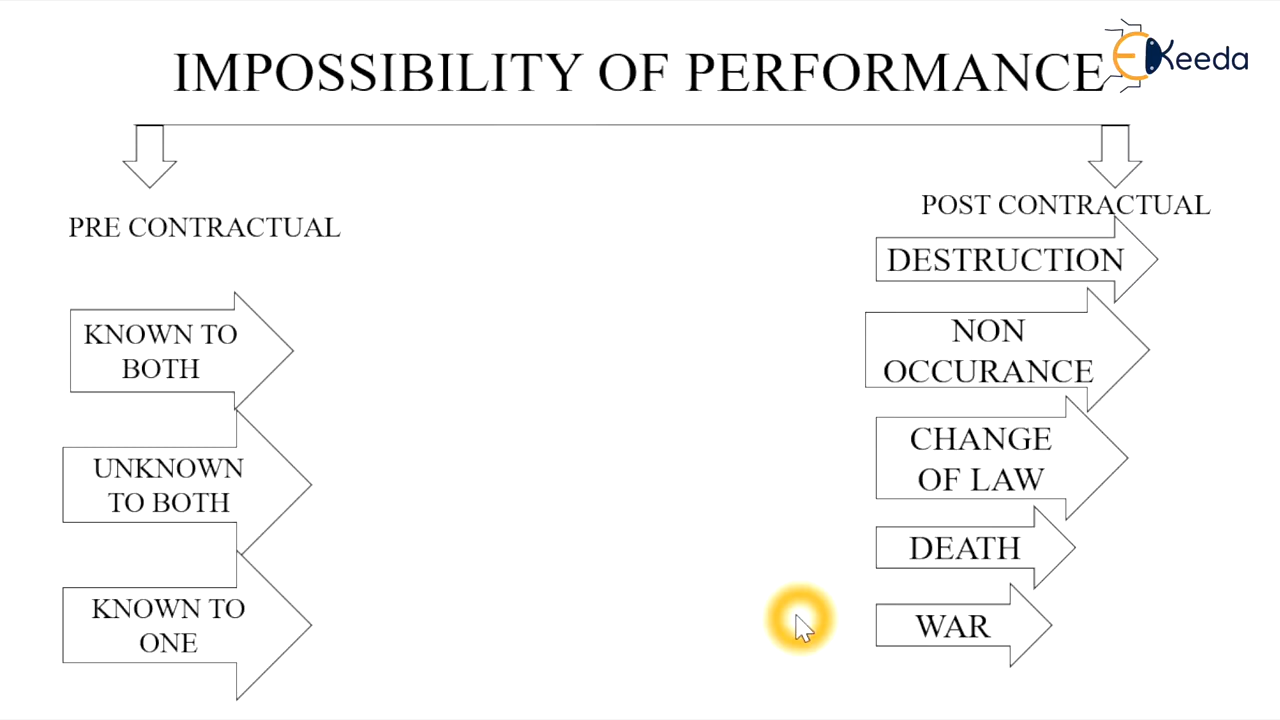 IMPOSSIBILITY OF PERFORMANCE
EKeeda
PRE CONTRACTUAL
KNOWN TO
BOTH
UNKNOWN
TO BOTH
KNOWN TO
ONE
POST CONTRACTUAL
DESTRUCTION
NON
OCCURANCE
CHANGE
OF LAW
DEATH
WAR